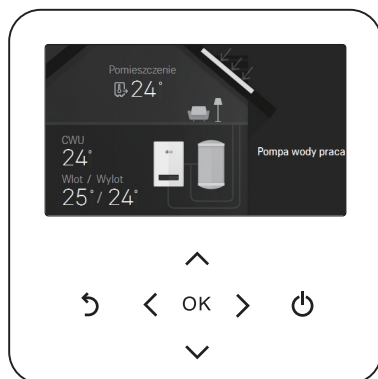 Pomieszczenie
24°
CWU
24°
Wlot / Wylot
25°/ 24°
Pompa wody praca
OK